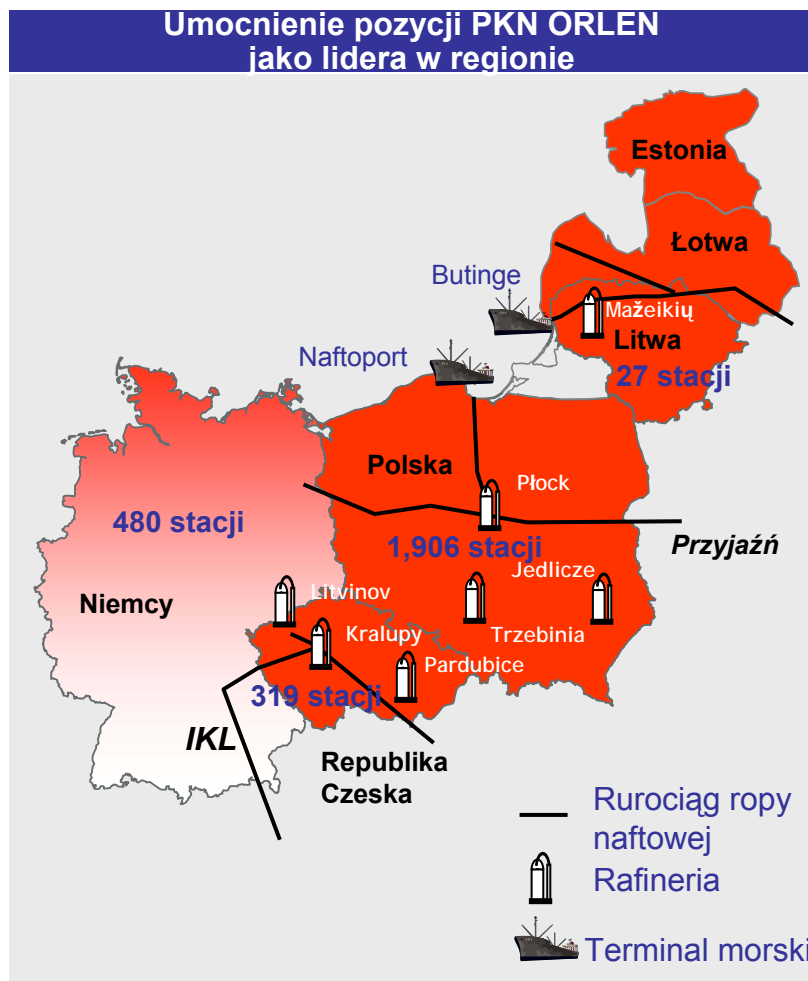 Umocnienie pozycji PKN ORLEN
jako lidera w regionie
Estonia
Łotwa
Butinge
Mažeikių
Litwa
27 stacji
Naftoport
Polska
Płock
480 stacji
1,906 stacji
Przyjaźń
Jedlicze
Niemcy
Litvinov
Kralupy
Trzebinia
Pardubice
319 stacji
IKL
Republika
Czeska
Rurociąg ropy
naftowej
Rafineria
Terminal morski